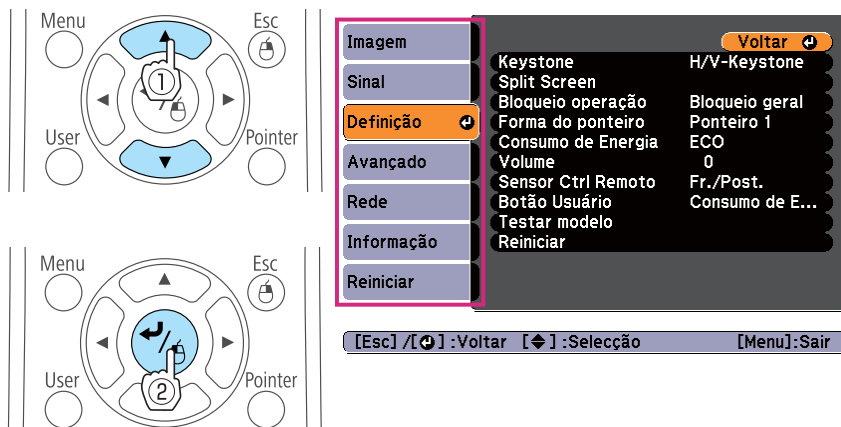 Menu Esc
1
User Pointer
Menu Esc
2
User Pointer
Imagem
Sinal
Definição
Avançado
Rede
Informação
Reiniciar
Voltar
Keystone H/V-Keystone
Split Screen
Bloqueio operação Bloqueio geral
Forma do ponteiro Ponteiro 1
Consumo de Energia ECO
Volume 0
Sensor Ctrl Remoto Fr./Post.
Botão Usuário Consumo de E...
Testar modelo
Reiniciar
[Esc] /[ ] :Voltar [ ] :Selecção [Menu]:Sair